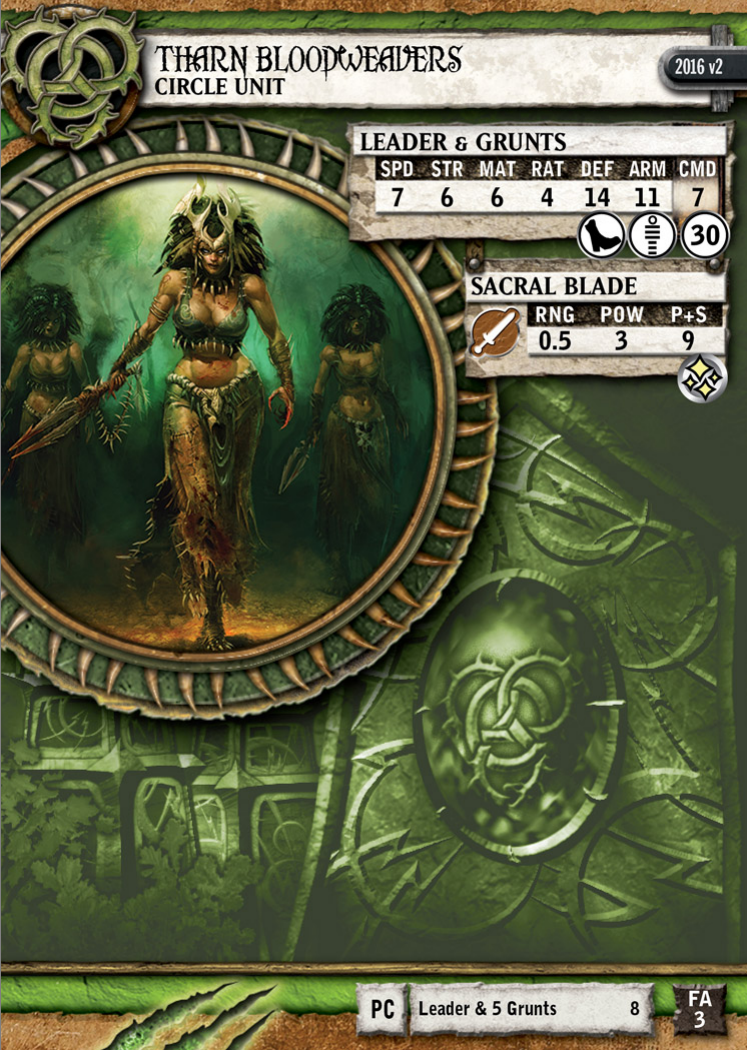 THARN BLOODWEAVERS
CIRCLE UNIT
2016 v2
LEADER & GRUNTS
SPD STR MAT RAT DEF ARM CMD
7 6 6 4 14 11 7
30
SACRAL BLADE
RNG POW P+S
0.5 3 9
PC Leader & 5 Grunts 8
FA
3